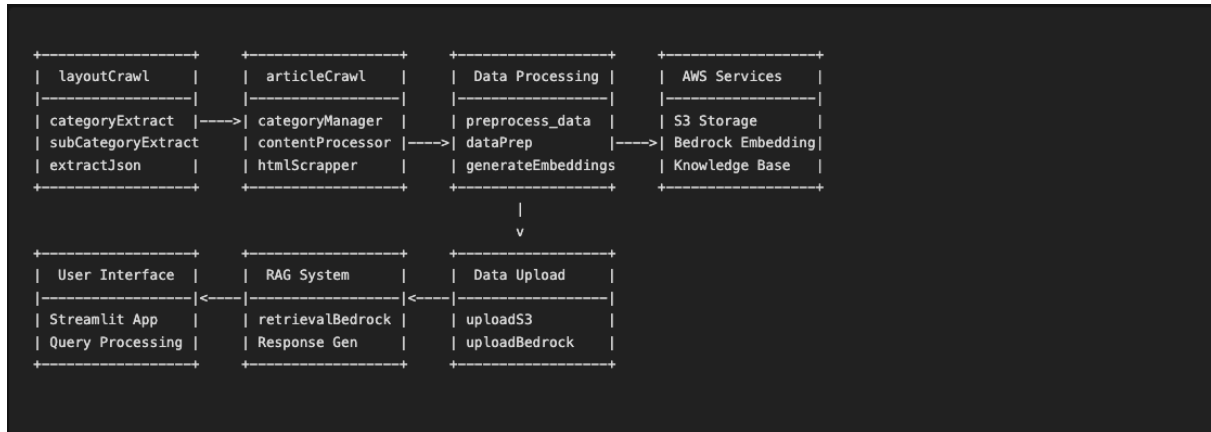 +------------------+     +------------------+     +------------------+     +------------------+
|  layoutCrawl     |     |  articleCrawl    |     |  Data Processing |     |  AWS Services    |
|------------------|     |------------------|     |------------------|     |------------------|
| categoryExtract  |---->| categoryManager  |     | preprocess_data  |     | S3 Storage       |
| subCategoryExtract     | contentProcessor |---->| dataPrep         |---->| Bedrock Embedding|
| extractJson      |     | htmlScrapper     |     | generateEmbeddings     | Knowledge Base   |
+------------------+     +------------------+     +------------------+     +------------------+
                                                          |
                                                          v
+------------------+     +------------------+     +------------------+
|  User Interface  |     |  RAG System      |     |  Data Upload     |
|------------------|<----|------------------|<----|------------------|
| Streamlit App    |     | retrievalBedrock |     | uploadS3         |
| Query Processing |     | Response Gen     |     | uploadBedrock    |
+------------------+     +------------------+     +------------------+